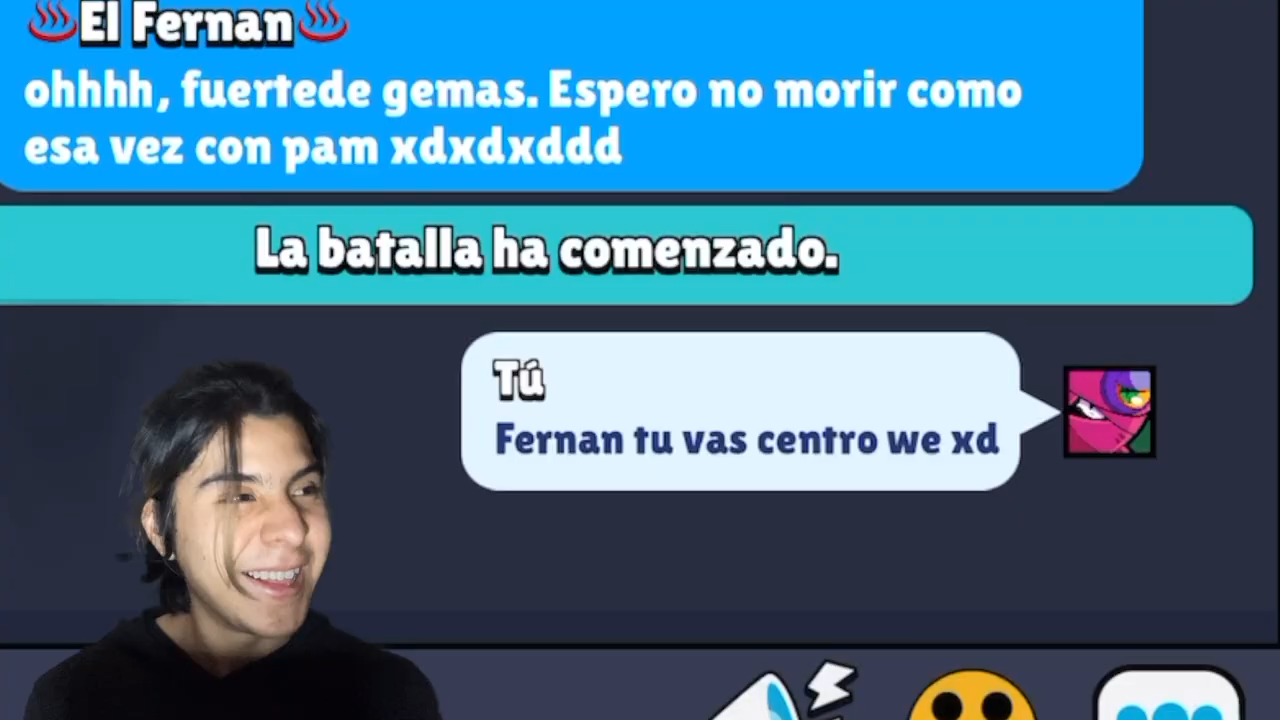 ♨El Fernan♨
ohhhh, fuertede gemas. Espero no morir como
esa vez con pam xdxdxddd
La batalla ha comenzado.
Tú
Fernan tu vas centro we xd